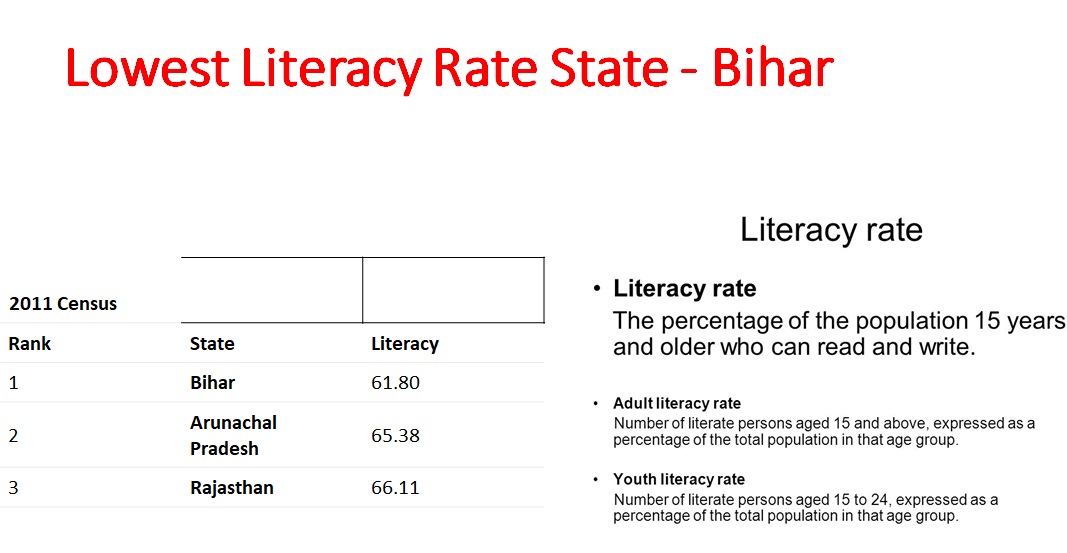 Lowest Literacy Rate State - Bihar
2011 Census
Rank State Literacy
1 Bihar 61.80
2 Arunachal
Pradesh 65.38
3 Rajasthan 66.11
Literacy rate
• Literacy rate
The percentage of the population 15 years
and older who can read and write.
• Adult literacy rate
Number of literate persons aged 15 and above, expressed as a
percentage of the total population in that age group.
• Youth literacy rate
Number of literate persons aged 15 to 24, expressed as a
percentage of the total population in that age group.